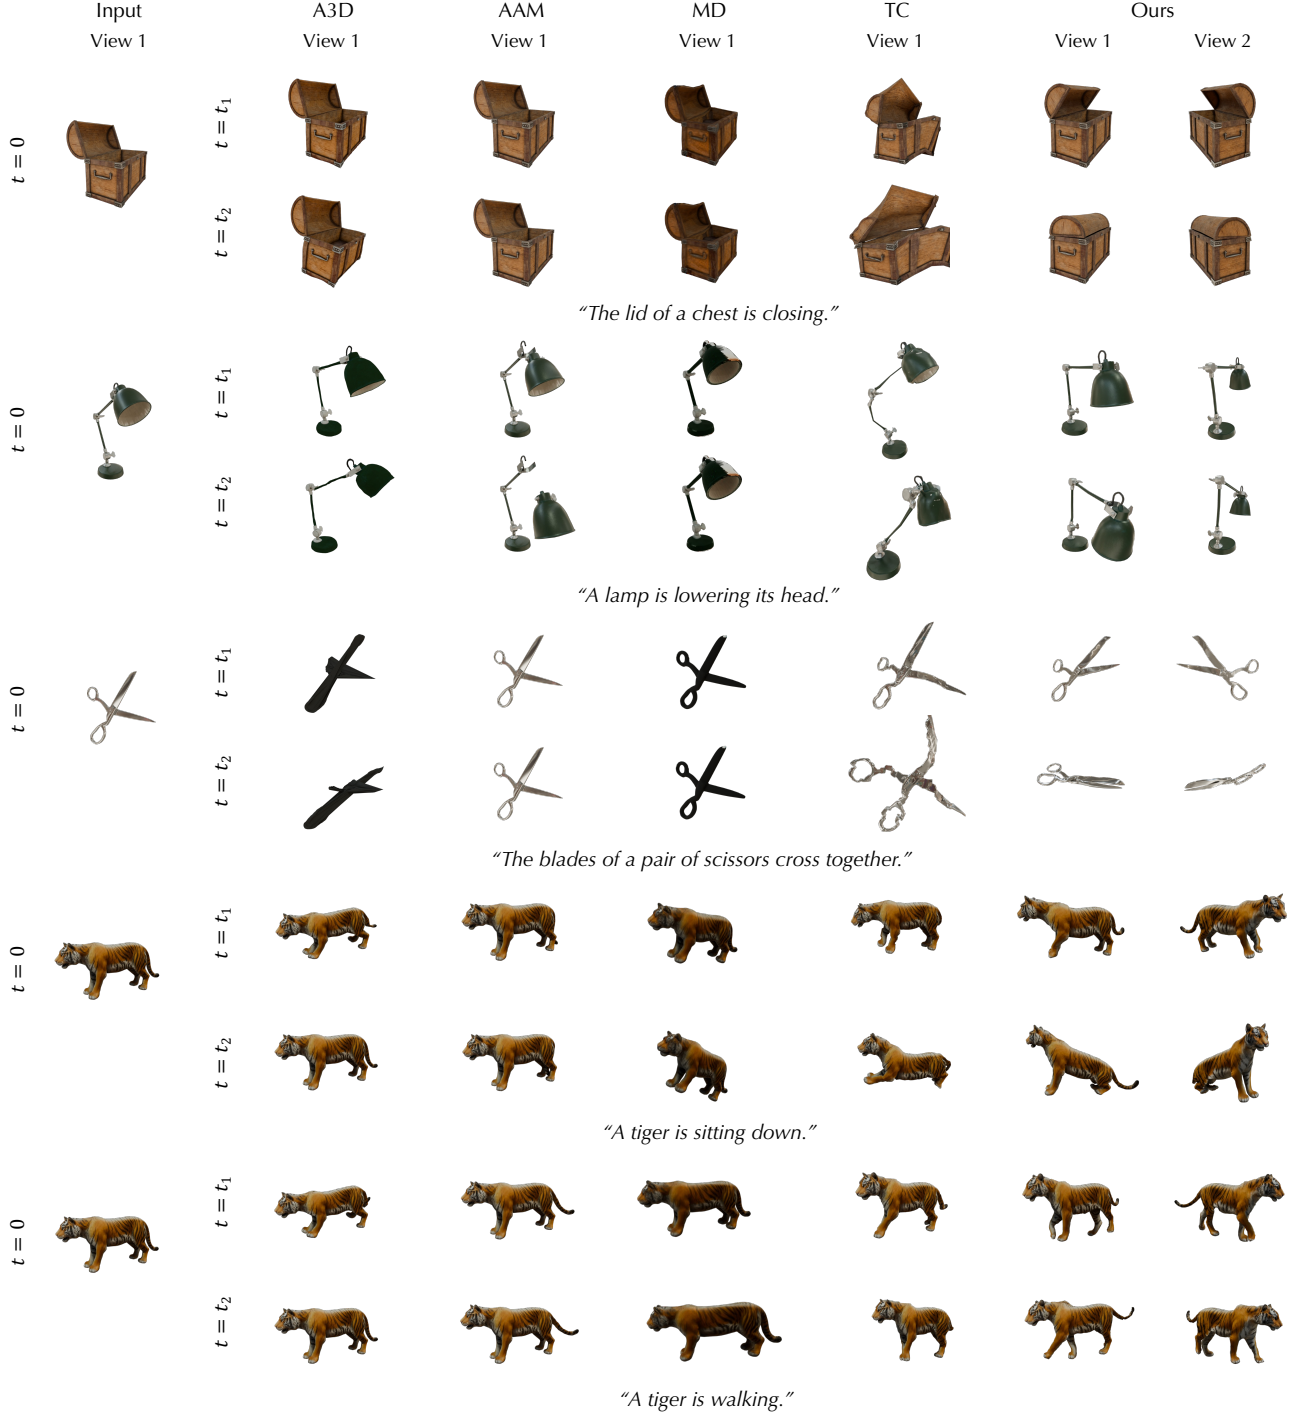 Input A3D AAM MD TC Ours
View 1 View 1 View 1 View 1 View 1 View 1 View 2
t = 0
t = t1
t = t2
“The lid of a chest is closing.”
t = 0
t = t1
t = t2
“A lamp is lowering its head.”
t = 0
t = t1
t = t2
“The blades of a pair of scissors cross together.”
t = 0
t = t1
t = t2
“A tiger is sitting down.”
t = 0
t = t1
t = t2
“A tiger is walking.”